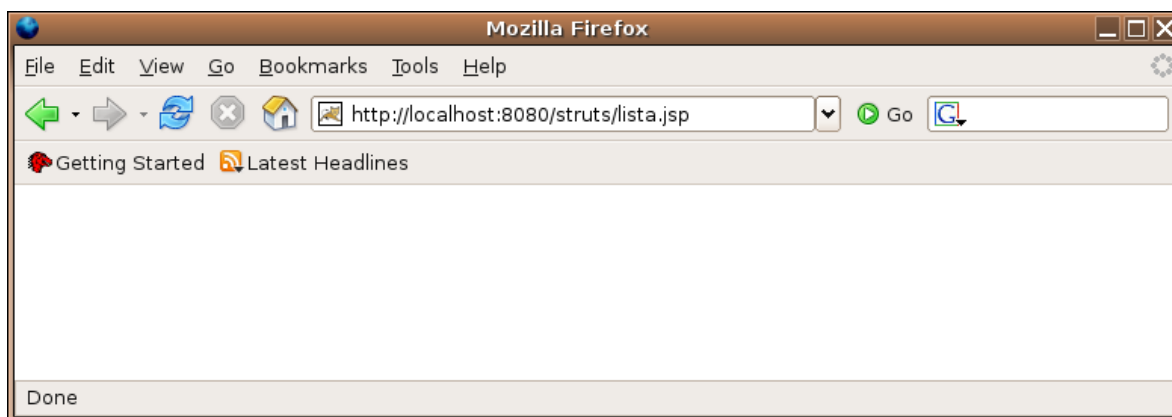 Mozilla Firefox
File Edit View Go Bookmarks Tools Help
http://localhost:8080/struts/lista.jsp Go G
Getting Started Latest Headlines
Done